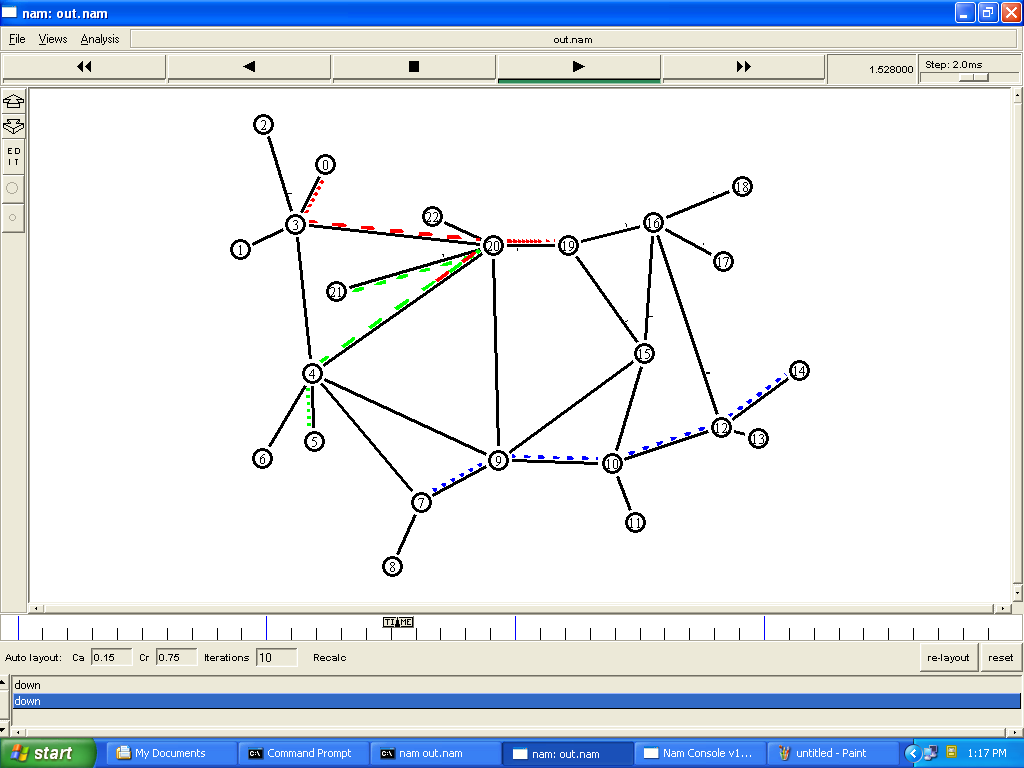 nam: out.nam
File Views Analysis out.nam
1.528000 Step: 2.0ms
ED
IT
2
0
3
1
22
20
19
16
18
17
21
4
15
14
12
13
5
6
9
10
7
11
8
TIME
Auto layout: Ca 0.15 Cr 0.75 Iterations 10 Recalc re-layout reset
down
down
start My Documents Command Prompt nam out.nam nam: out.nam Nam Console v1... untitled - Paint 1:17 PM